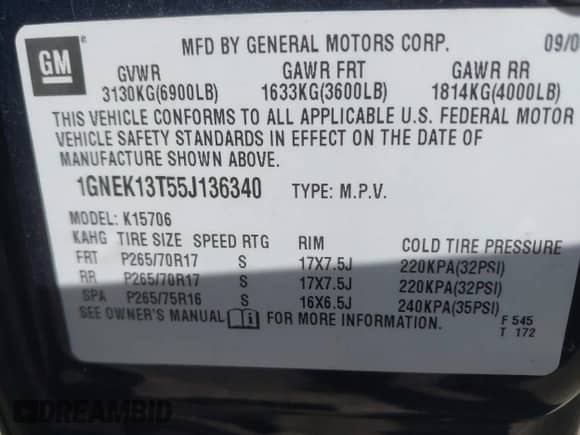 GM
®
MFD BY GENERAL MOTORS CORP. 09/0
GVWR GAWR FRT GAWR RR
3130KG(6900LB) 1633KG(3600LB) 1814KG(4000LB)
THIS VEHICLE CONFORMS TO ALL APPLICABLE U.S. FEDERAL MOTOR
VEHICLE SAFETY STANDARDS IN EFFECT ON THE DATE OF
MANUFACTURE SHOWN ABOVE.
1GNEK13T55J136340 TYPE: M.P.V.
MODEL: K15706
KAHG TIRE SIZE SPEED RTG RIM COLD TIRE PRESSURE
FRT P265/70R17 S 17X7.5J 220KPA(32PSI)
RR P265/70R17 S 17X7.5J 220KPA(32PSI)
SPA P265/75R16 S 16X6.5J 240KPA(35PSI)
SEE OWNER'S MANUAL i FOR MORE INFORMATION. F 545
T 172
DREAMBID